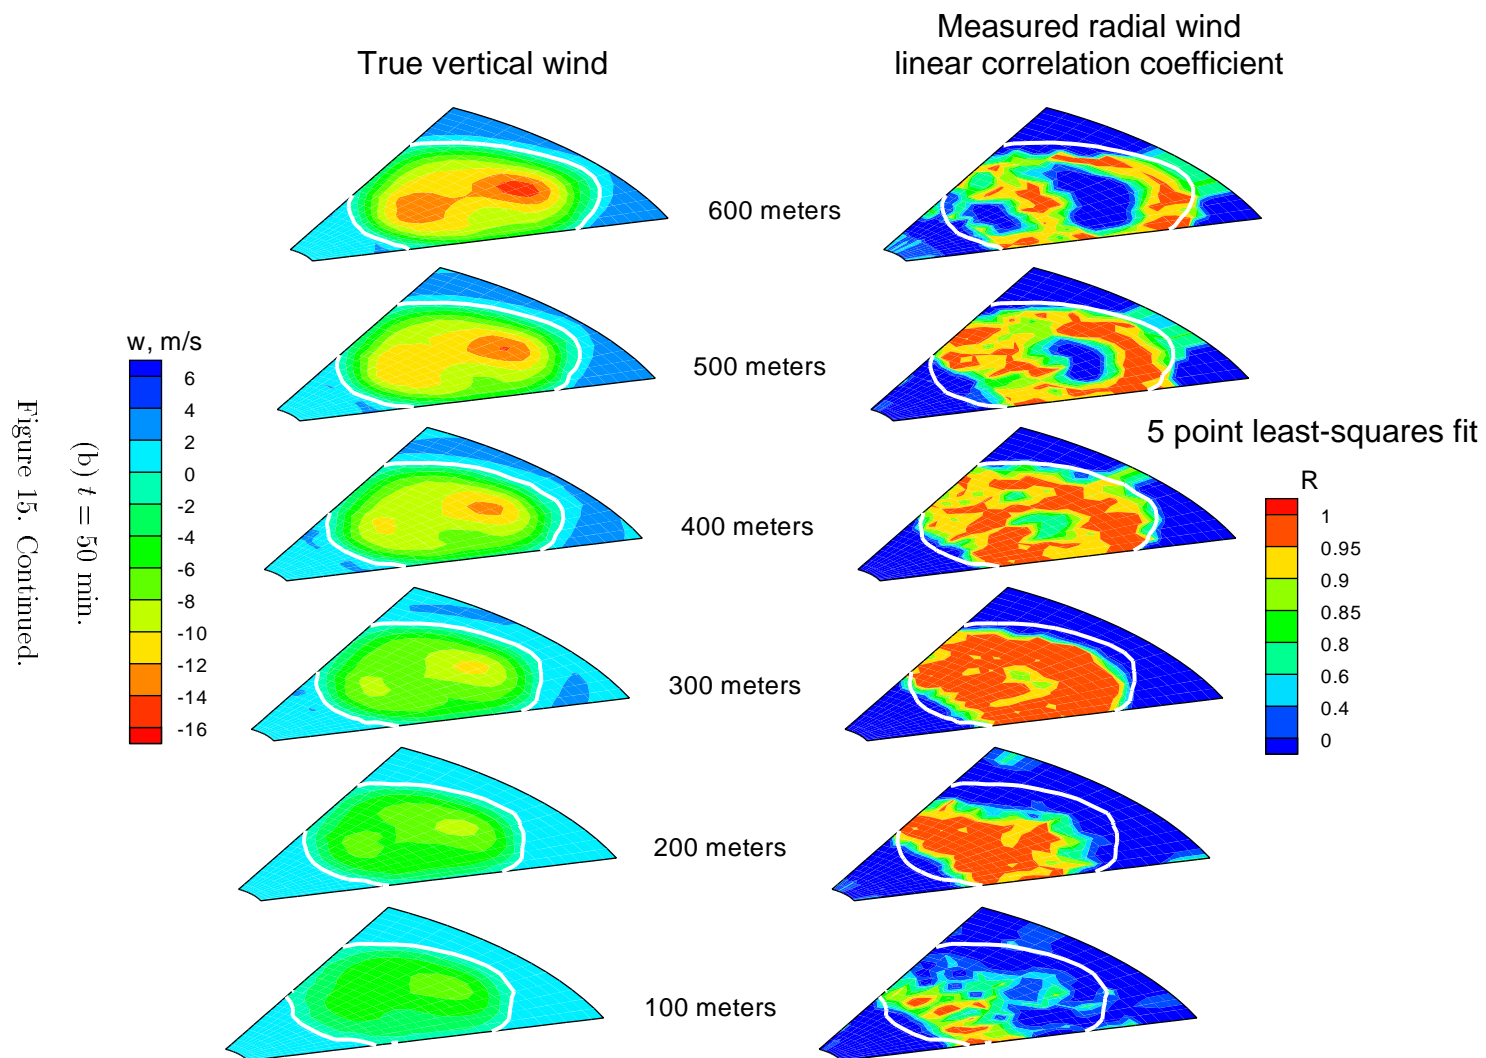 True vertical wind
Measured radial wind
linear correlation coefficient
600 meters
500 meters
400 meters
300 meters
200 meters
100 meters
w, m/s
6
4
2
0
-2
-4
-6
-8
-10
-12
-14
-16
5 point least-squares fit
R
1
0.95
0.9
0.85
0.8
0.6
0.4
0
(b) t = 50 min.
Figure 15. Continued.